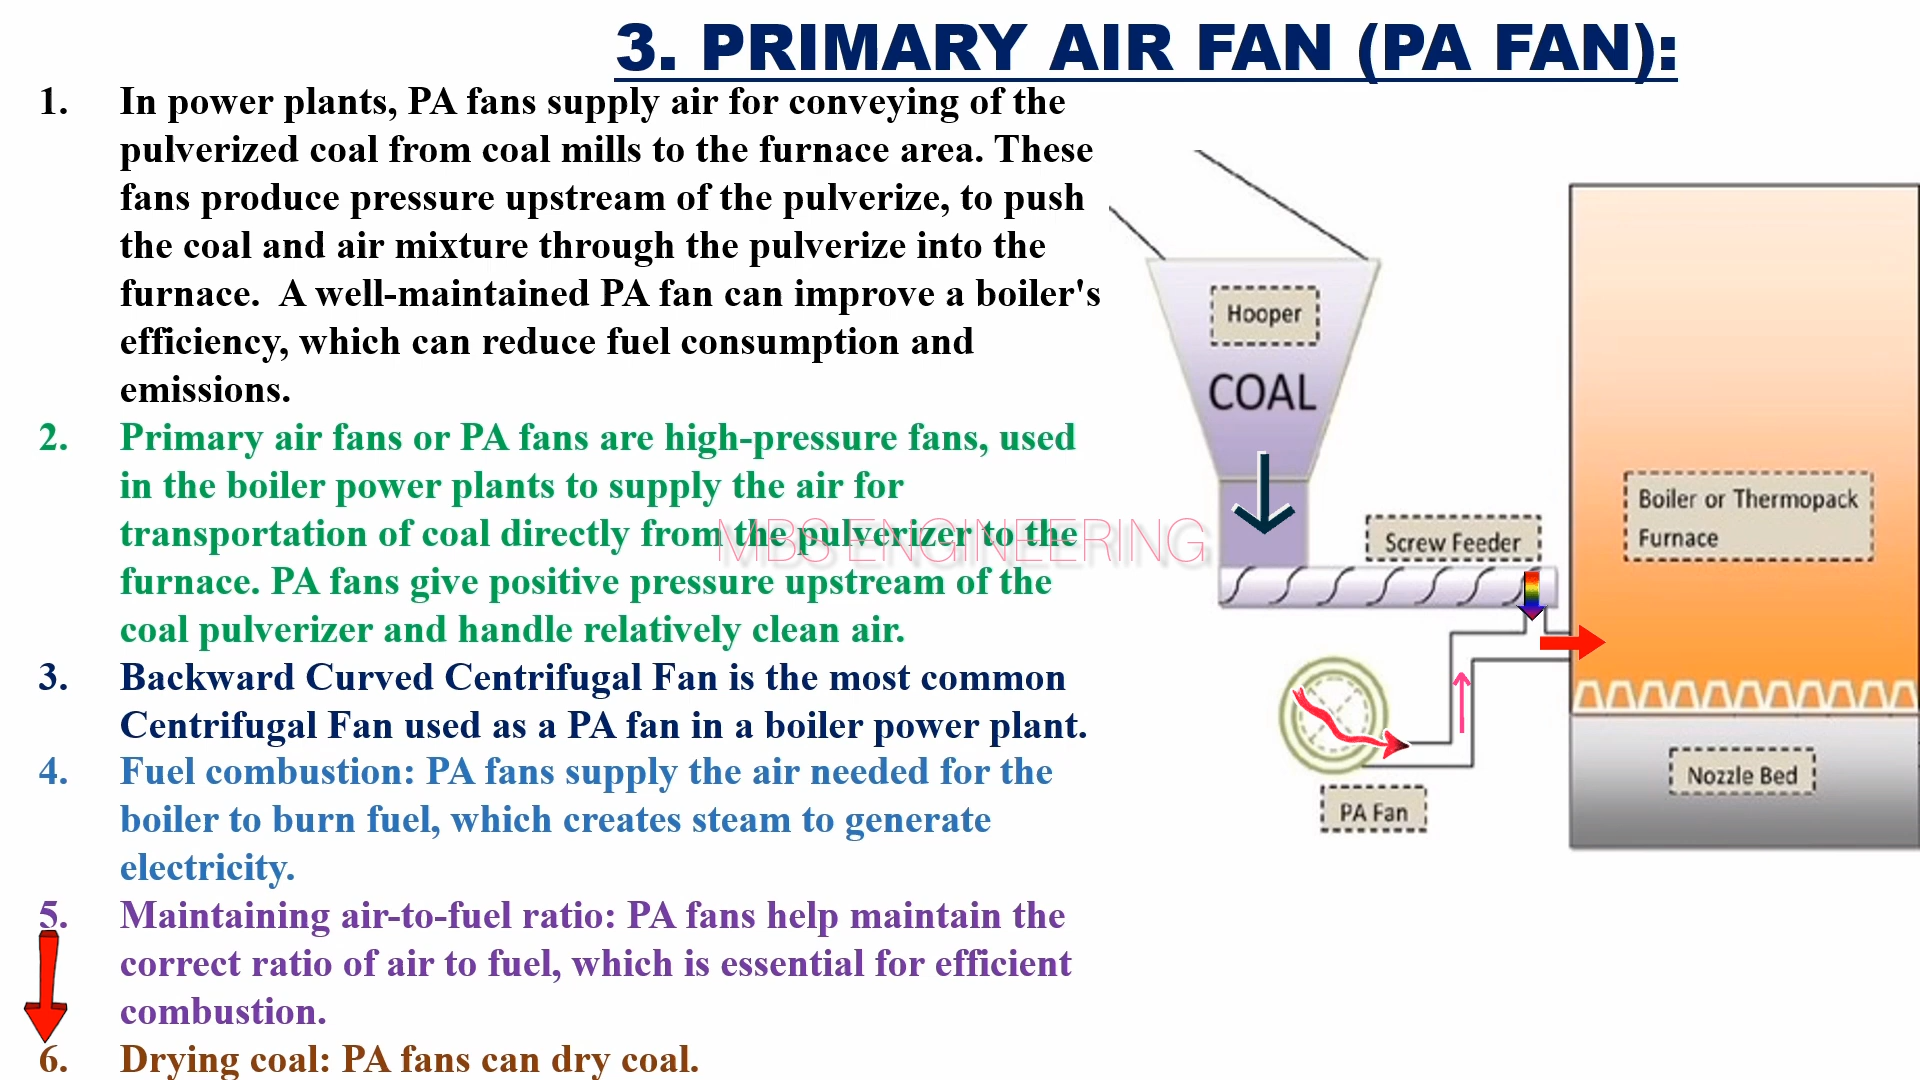 3. PRIMARY AIR FAN (PA FAN):
1. In power plants, PA fans supply air for conveying of the
pulverized coal from coal mills to the furnace area. These
fans produce pressure upstream of the pulverize, to push
the coal and air mixture through the pulverize into the
furnace.  A well-maintained PA fan can improve a boiler's
efficiency, which can reduce fuel consumption and
emissions.
2. Primary air fans or PA fans are high-pressure fans, used
in the boiler power plants to supply the air for
transportation of coal directly from the pulverizer to the
furnace. PA fans give positive pressure upstream of the
coal pulverizer and handle relatively clean air.
3. Backward Curved Centrifugal Fan is the most common
Centrifugal Fan used as a PA fan in a boiler power plant.
4. Fuel combustion: PA fans supply the air needed for the
boiler to burn fuel, which creates steam to generate
electricity.
5. Maintaining air-to-fuel ratio: PA fans help maintain the
correct ratio of air to fuel, which is essential for efficient
combustion.
6. Drying coal: PA fans can dry coal.
MBS ENGINEERING
Hooper
COAL
Screw Feeder
Boiler or Thermopack
Furnace
Nozzle Bed
PA Fan